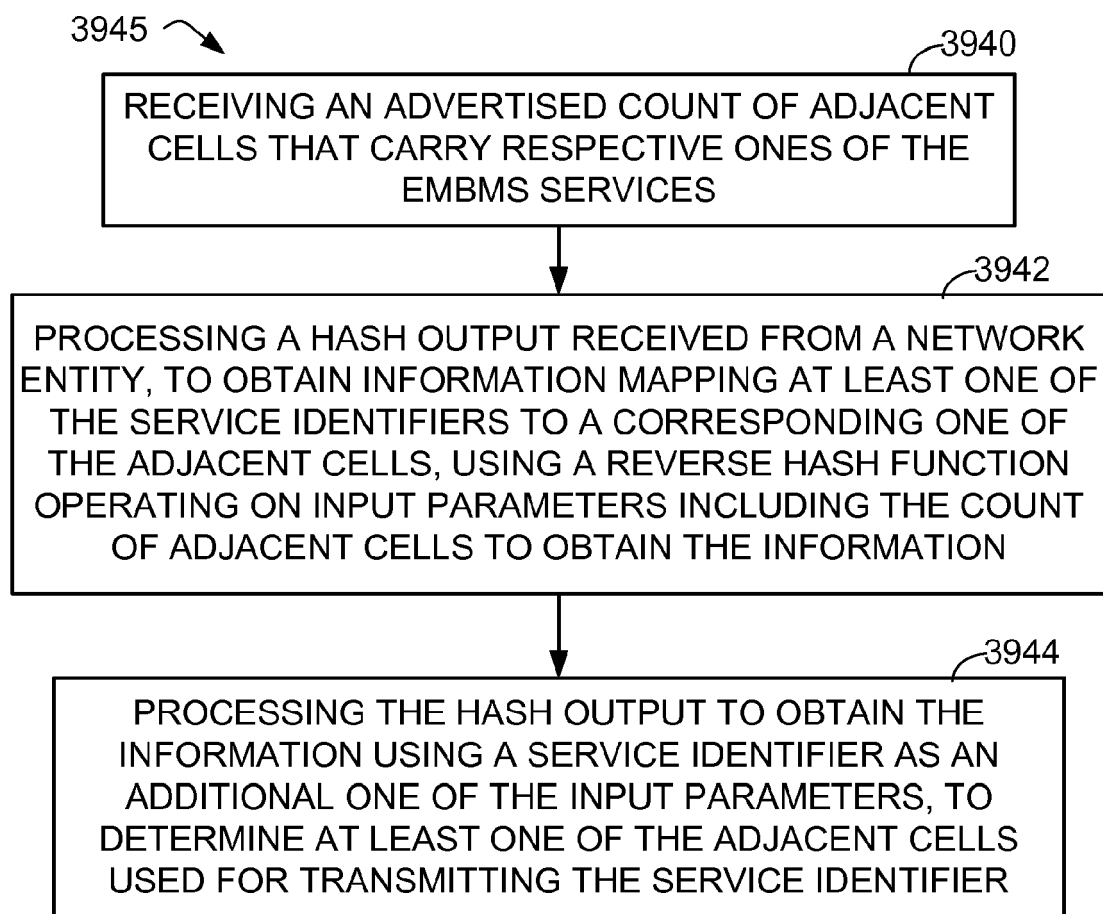 3945
3940
RECEIVING AN ADVERTISED COUNT OF ADJACENT
CELLS THAT CARRY RESPECTIVE ONES OF THE
EMBMS SERVICES
3942
PROCESSING A HASH OUTPUT RECEIVED FROM A NETWORK
ENTITY, TO OBTAIN INFORMATION MAPPING AT LEAST ONE OF
THE SERVICE IDENTIFIERS TO A CORRESPONDING ONE OF
THE ADJACENT CELLS, USING A REVERSE HASH FUNCTION
OPERATING ON INPUT PARAMETERS INCLUDING THE COUNT
OF ADJACENT CELLS TO OBTAIN THE INFORMATION
3944
PROCESSING THE HASH OUTPUT TO OBTAIN THE
INFORMATION USING A SERVICE IDENTIFIER AS AN
ADDITIONAL ONE OF THE INPUT PARAMETERS, TO
DETERMINE AT LEAST ONE OF THE ADJACENT CELLS
USED FOR TRANSMITTING THE SERVICE IDENTIFIER